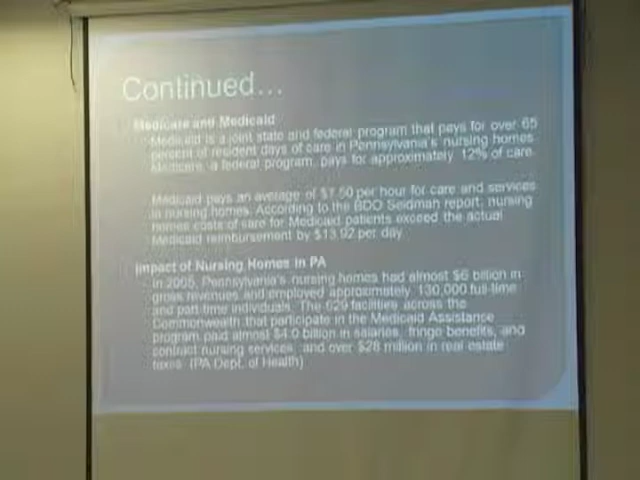 Continued...
Medicare and Medicaid
Medicaid is a joint state and federal program that pays for over 65
percent of resident days of care in Pennsylvania's nursing homes.
Medicare, a federal program, pays for approximately 12% of care.
Medicaid pays an average of $7.50 per hour for care and services
in nursing homes. According to the BDO Seidman report, nursing
homes costs of care for Medicaid patients exceed the actual
Medicaid reimbursement by $13.92 per day.
Impact of Nursing Homes in PA
In 2005, Pennsylvania's nursing homes had almost $6 billion in
gross revenues and employed approximately 130,000 full-time
and part-time individuals. The 629 facilities across the
Commonwealth that participate in the Medicaid Assistance
program paid almost $4.0 billion in salaries, fringe benefits, and
contract nursing services, and over $28 million in real estate
taxes. (PA Dept. of Health)